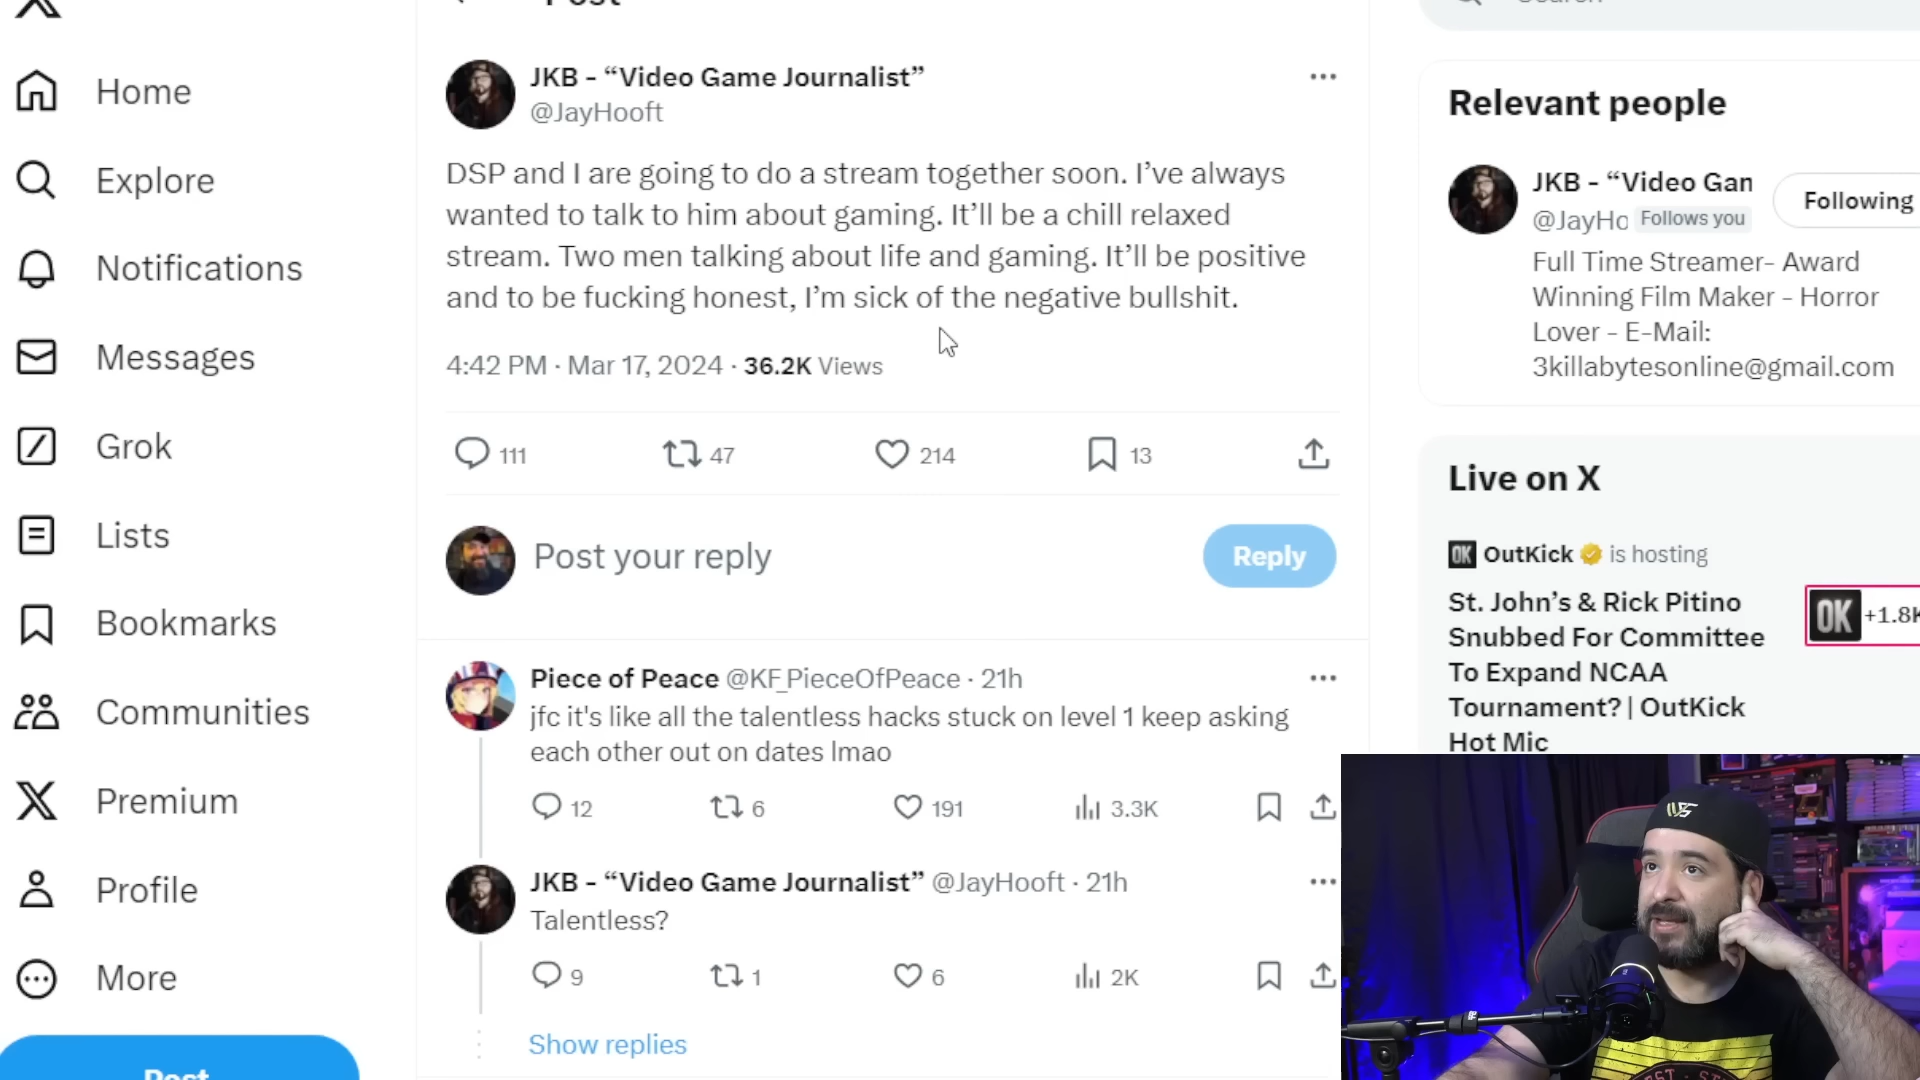 Post
Search
Home
Explore
Notifications
Messages
Grok
Lists
Bookmarks
Communities
Premium
Profile
More
Post
JKB - “Video Game Journalist”
@JayHooft
DSP and I are going to do a stream together soon. I’ve always
wanted to talk to him about gaming. It’ll be a chill relaxed
stream. Two men talking about life and gaming. It’ll be positive
and to be fucking honest, I’m sick of the negative bullshit.
4:42 PM · Mar 17, 2024 · 36.2K Views
111 47 214 13
Post your reply
Reply
Piece of Peace @KF_PieceOfPeace · 21h
jfc it's like all the talentless hacks stuck on level 1 keep asking
each other out on dates lmao
12 6 191 3.3K
JKB - “Video Game Journalist” @JayHooft · 21h
Talentless?
9 1 6 2K
Show replies
Relevant people
JKB - “Video Gan
@JayHo Follows you
Following
Full Time Streamer- Award
Winning Film Maker - Horror
Lover - E-Mail:
3killabytesonline@gmail.com
Live on X
OK OutKick is hosting
St. John’s & Rick Pitino
Snubbed For Committee
To Expand NCAA
Tournament? | OutKick
Hot Mic
OK +1.8K